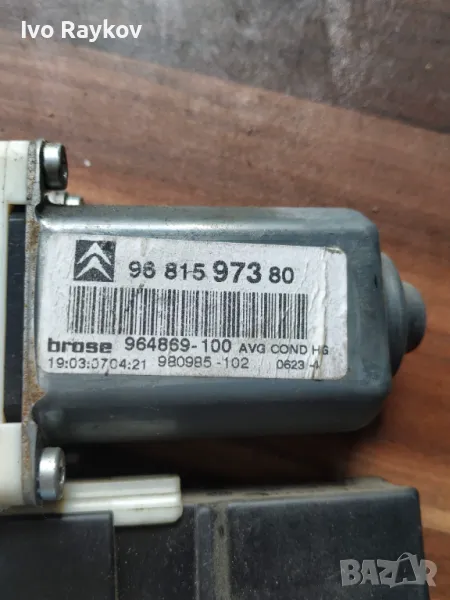 Ivo Raykov
96 815 973 80
brose 964869-100 AVG COND HG
19:03:0704:21 980985-102 0623-4
BAZAR